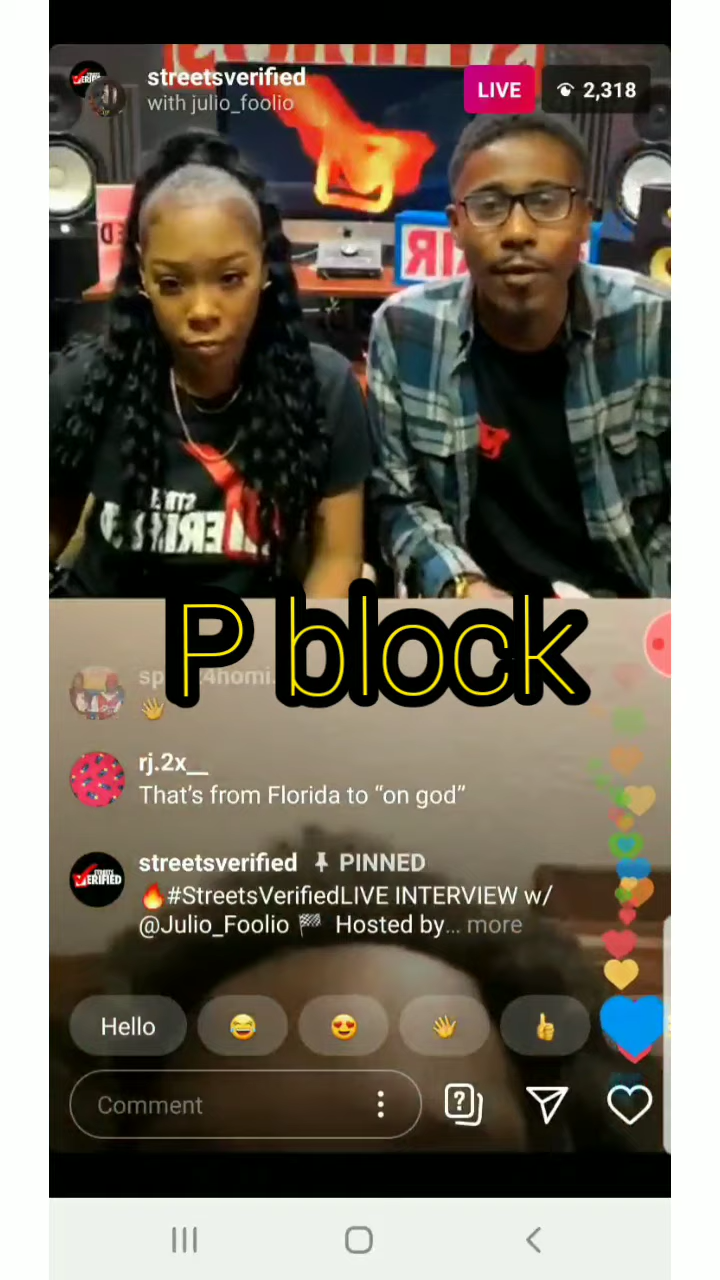 streetsverified
with julio_foolio
LIVE
2,318
P block
👋
rj.2x__
That's from Florida to “on god”
streetsverified PINNED
🔥#StreetsVerifiedLIVE INTERVIEW w/
@Julio_Foolio 🏁 Hosted by... more
Hello 😂 😍 👋 👍
Comment